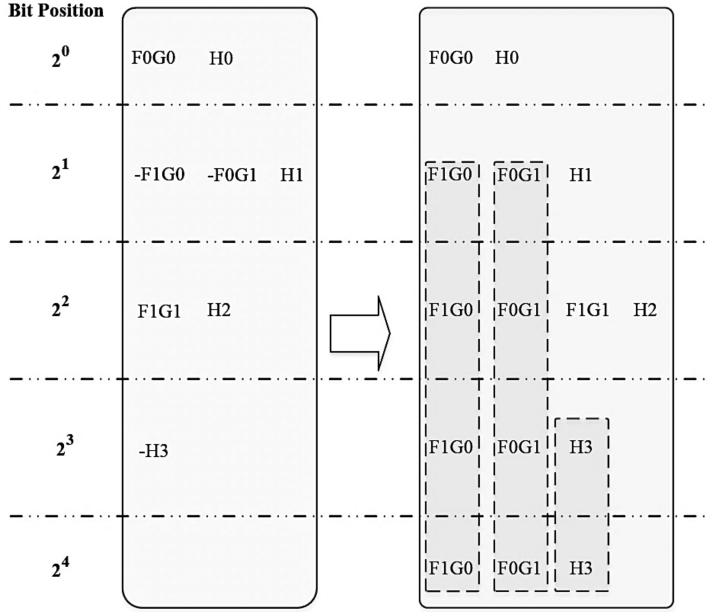 Bit Position
2^0 F0G0 H0 F0G0 H0
2^1 -F1G0 -F0G1 H1 F1G0 F0G1 H1
2^2 F1G1 H2 F1G0 F0G1 F1G1 H2
2^3 -H3 F1G0 F0G1 H3
2^4 F1G0 F0G1 H3